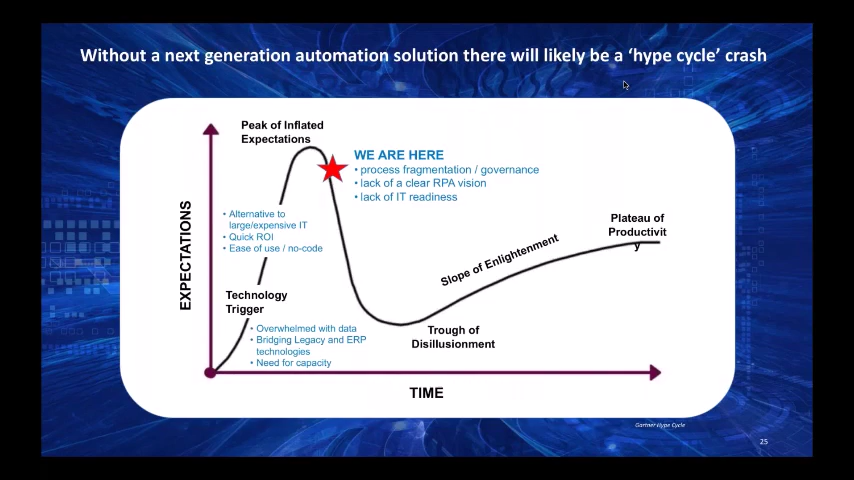 Without a next generation automation solution there will likely be a ‘hype cycle’ crash
Peak of Inflated
Expectations
WE ARE HERE
• process fragmentation / governance
• lack of a clear RPA vision
• lack of IT readiness
• Alternative to
large/expensive IT
• Quick ROI
• Ease of use / no-code
EXPECTATIONS
Technology
Trigger
• Overwhelmed with data
• Bridging Legacy and ERP
technologies
• Need for capacity
Trough of
Disillusionment
Slope of Enlightenment
Plateau of
Productivit
y
TIME
Gartner Hype Cycle
25